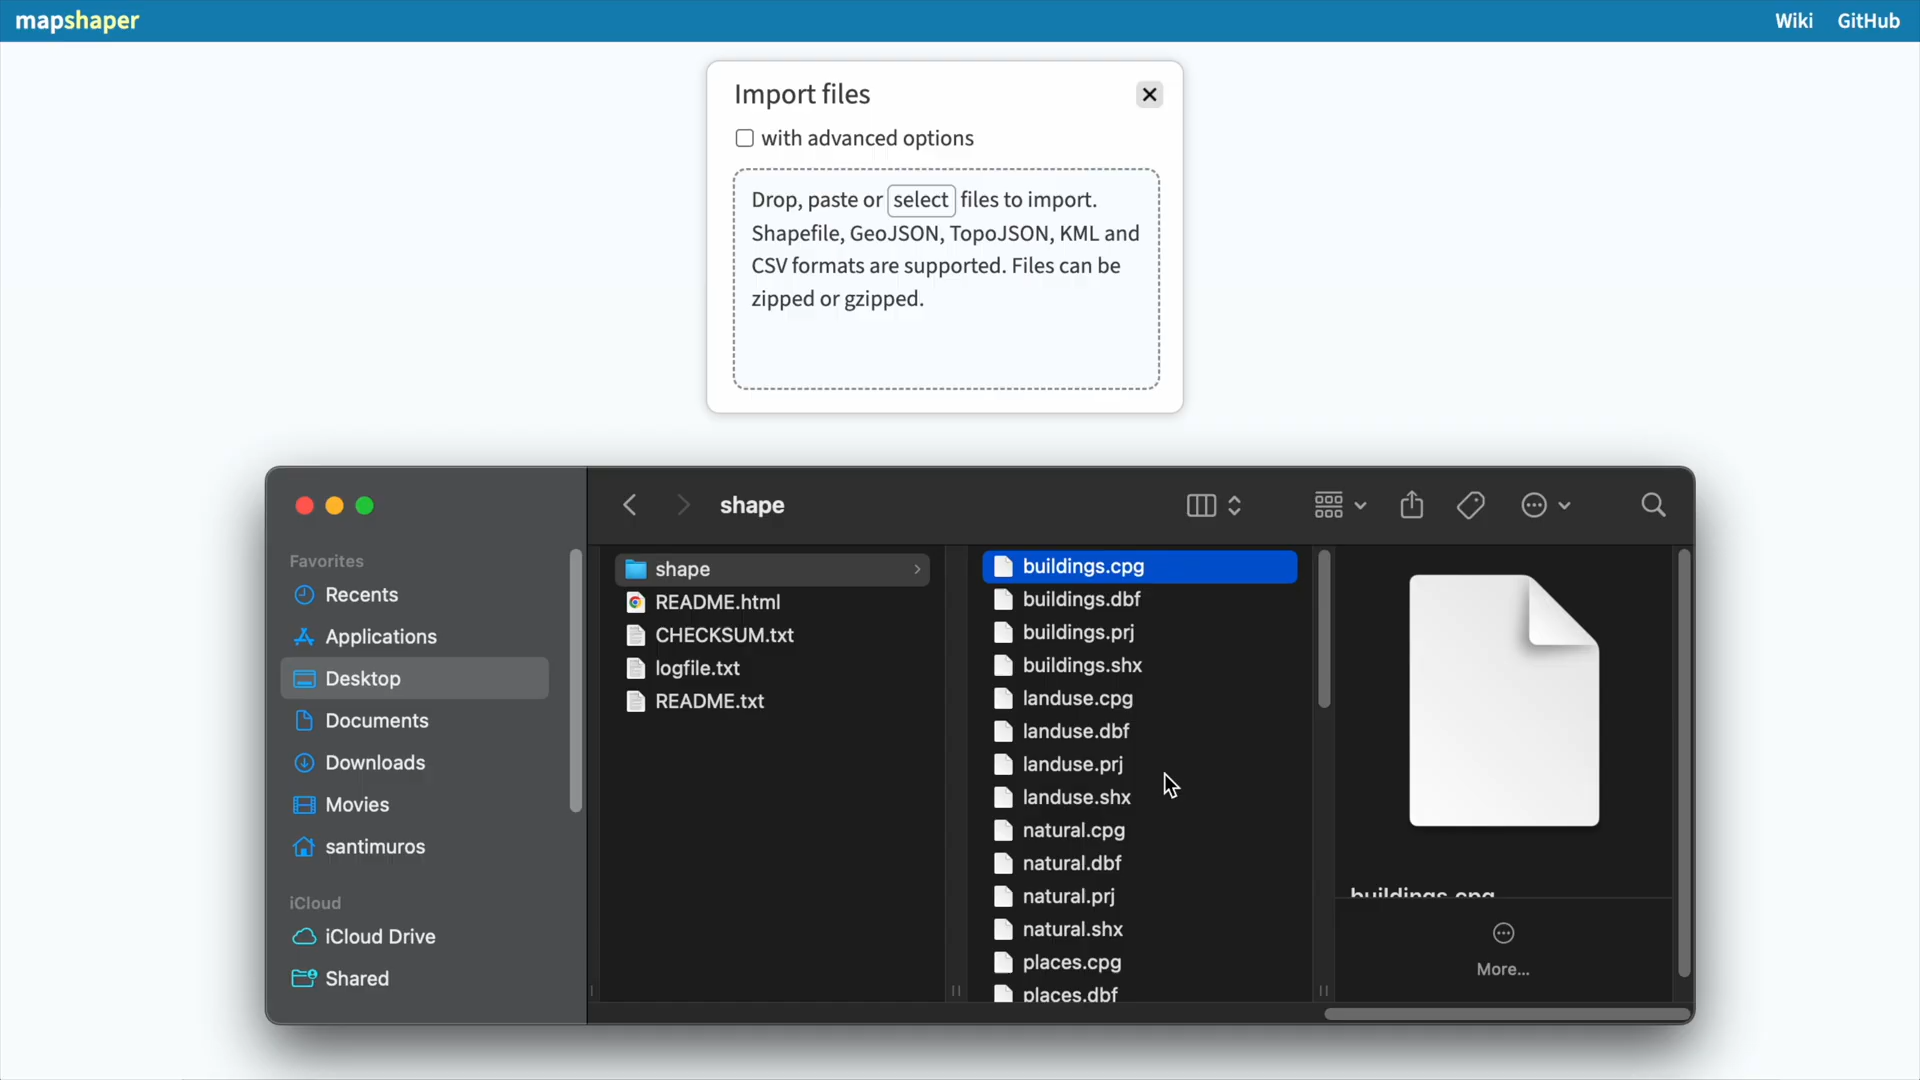 mapshaper
Wiki GitHub
Import files
with advanced options
Drop, paste or select files to import.
Shapefile, GeoJSON, TopoJSON, KML and
CSV formats are supported. Files can be
zipped or gzipped.
shape
Favorites
Recents
Applications
Desktop
Documents
Downloads
Movies
santimuros
iCloud
iCloud Drive
Shared
shape
README.html
CHECKSUM.txt
logfile.txt
README.txt
buildings.cpg
buildings.dbf
buildings.prj
buildings.shx
landuse.cpg
landuse.dbf
landuse.prj
landuse.shx
natural.cpg
natural.dbf
natural.prj
natural.shx
places.cpg
places.dbf
buildings.cpg
More...